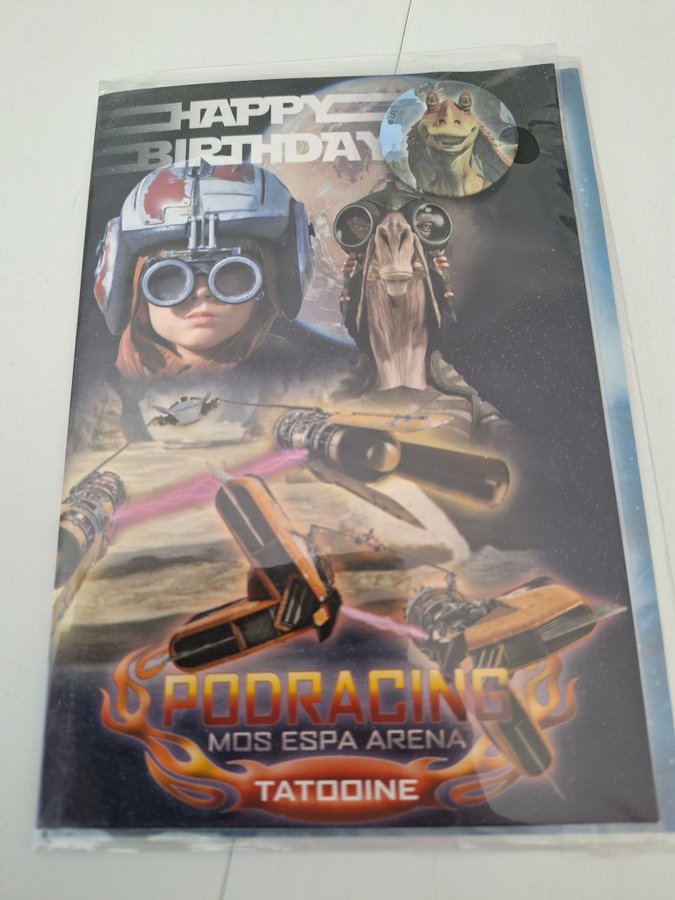 HAPPY
BIRTHDAY
PODRACING
MOS ESPA ARENA
TATOOINE